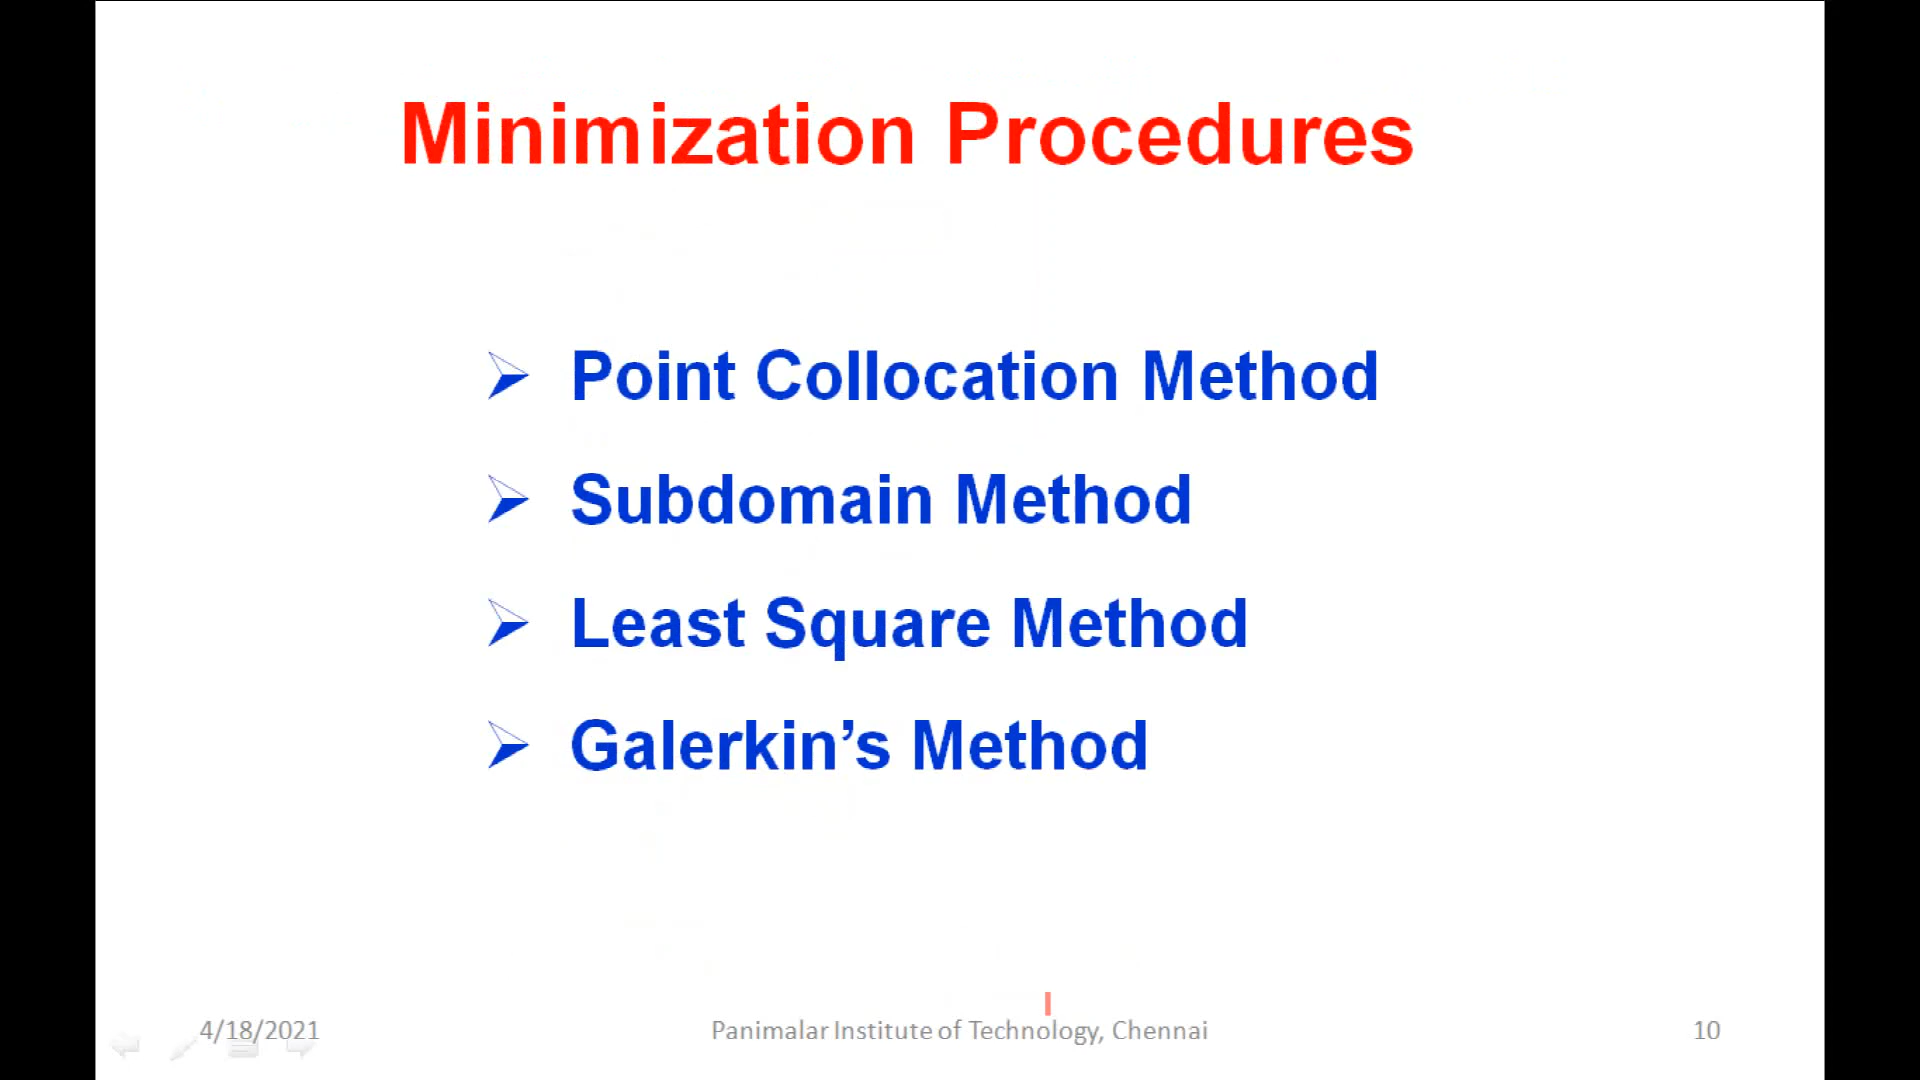 Minimization Procedures
Point Collocation Method
Subdomain Method
Least Square Method
Galerkin’s Method
4/18/2021
Panimalar Institute of Technology, Chennai
10